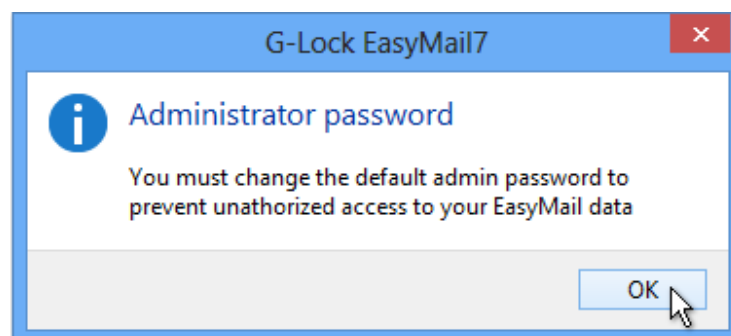 G-Lock EasyMail7
Administrator password
You must change the default admin password to
prevent unathorized access to your EasyMail data
OK